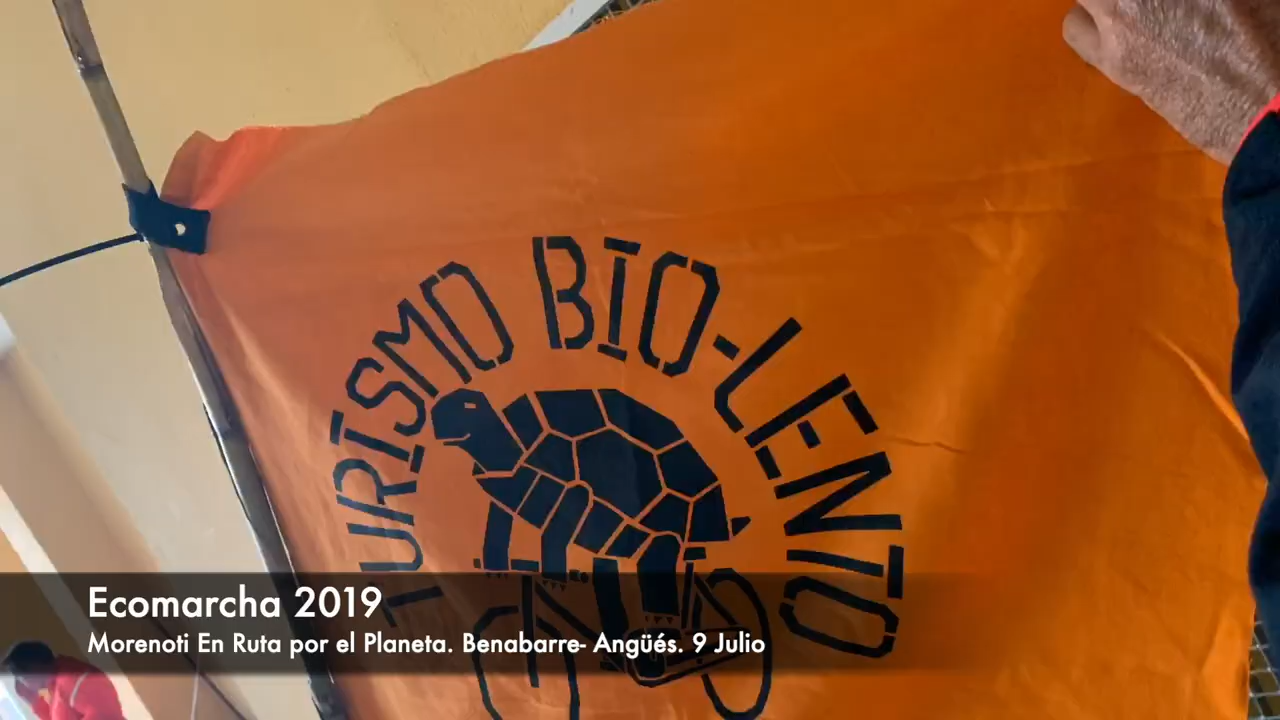 TURISMO BIO-LENTO
Ecomarcha 2019
Morenoti En Ruta por el Planeta. Benabarre- Angüés. 9 Julio